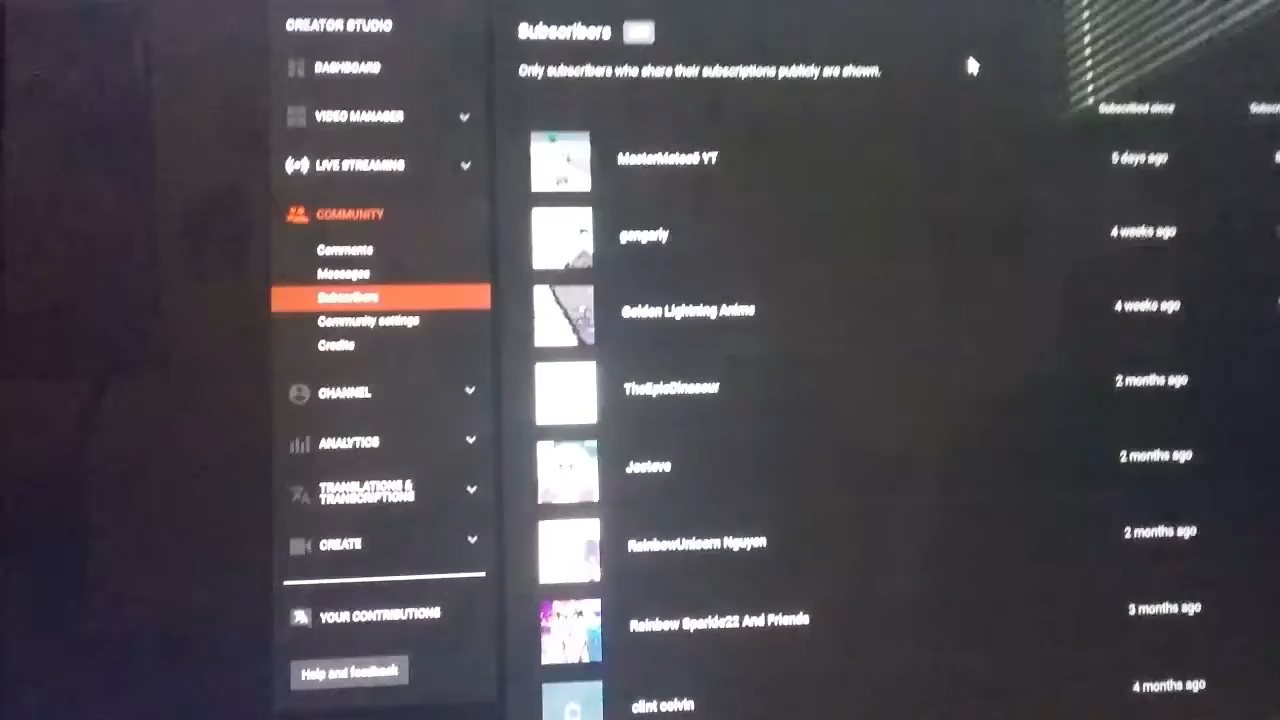 CREATOR STUDIO
DASHBOARD
VIDEO MANAGER
LIVE STREAMING
COMMUNITY
Comments
Messages
Subscribers
Community settings
Credits
CHANNEL
ANALYTICS
TRANSLATIONS &
TRANSCRIPTIONS
CREATE
YOUR CONTRIBUTIONS
Help and feedback
Subscribers
Only subscribers who share their subscriptions publicly are shown.
Subscribed since
MasterMateo5 YT 5 days ago
gengarly 4 weeks ago
Golden Lightning Anime 4 weeks ago
TheEpicDinosaur 2 months ago
2 months ago
RainbowUnicorn Nguyen 2 months ago
Rainbow Sparkle22 And Friends 3 months ago
clint colvin 4 months ago